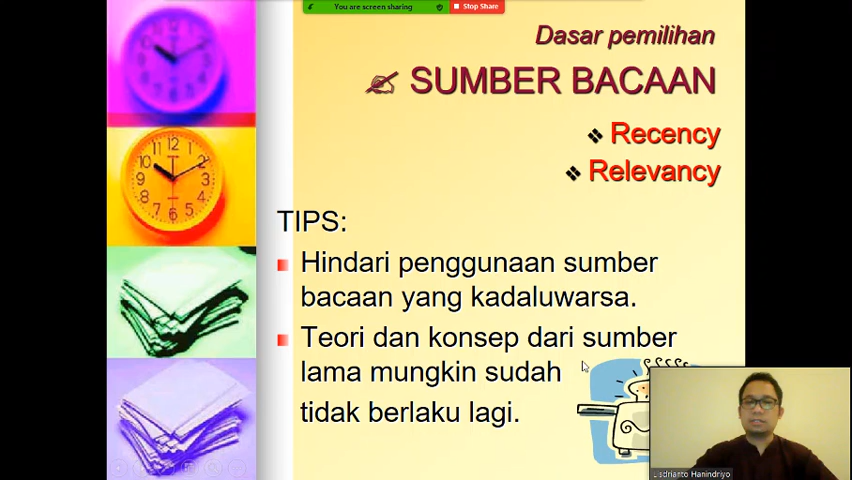 You are screen sharing
Stop Share
Dasar pemilihan
SUMBER BACAAN
Recency
Relevancy
TIPS:
Hindari penggunaan sumber
bacaan yang kadaluwarsa.
Teori dan konsep dari sumber
lama mungkin sudah
tidak berlaku lagi.
Lisdrianto Hanindriyo